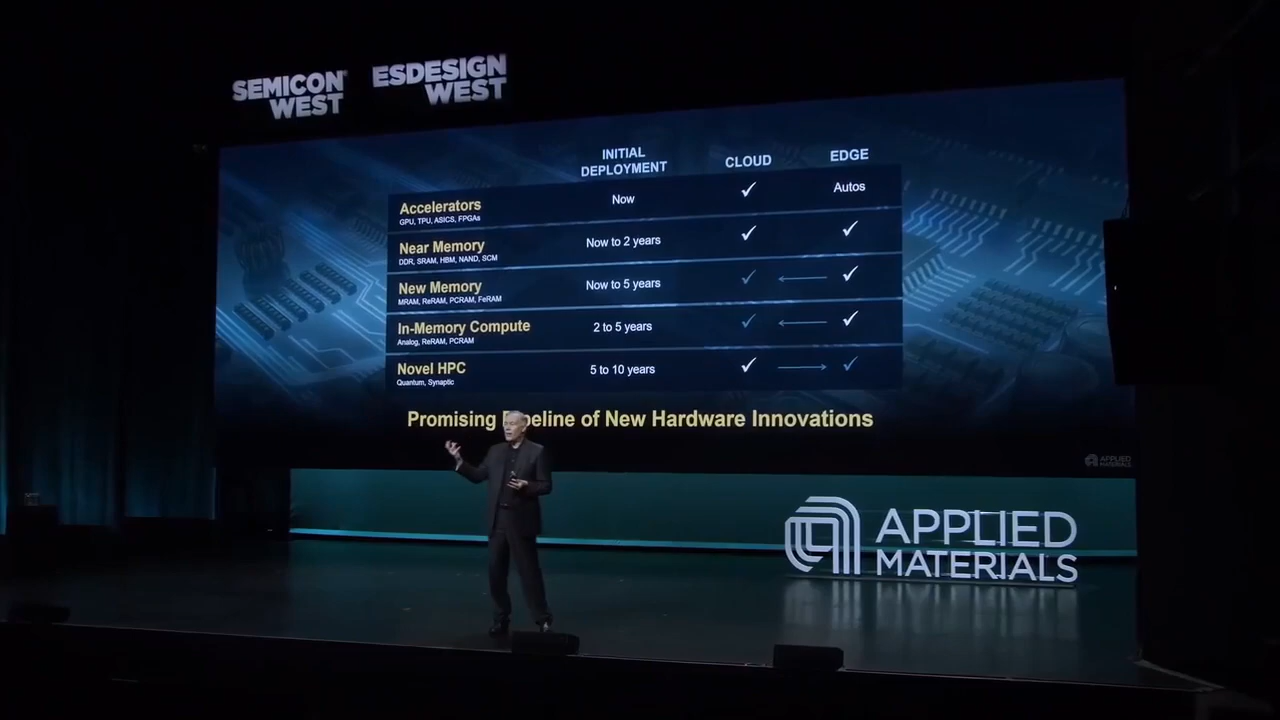 SEMICON
WEST
ESDESIGN
WEST
INITIAL
DEPLOYMENT
CLOUD
EDGE
Accelerators
GPU, TPU, ASICS, FPGAs
Now
Autos
Near Memory
DDR, SRAM, HBM, NAND, SCM
Now to 2 years
New Memory
MRAM, ReRAM, PCRAM, FeRAM
Now to 5 years
In-Memory Compute
Analog, ReRAM, PCRAM
2 to 5 years
Novel HPC
Quantum, Synaptic
5 to 10 years
Promising P peline of New Hardware Innovations
APPLIED
MATERIALS
APPLIED
MATERIALS